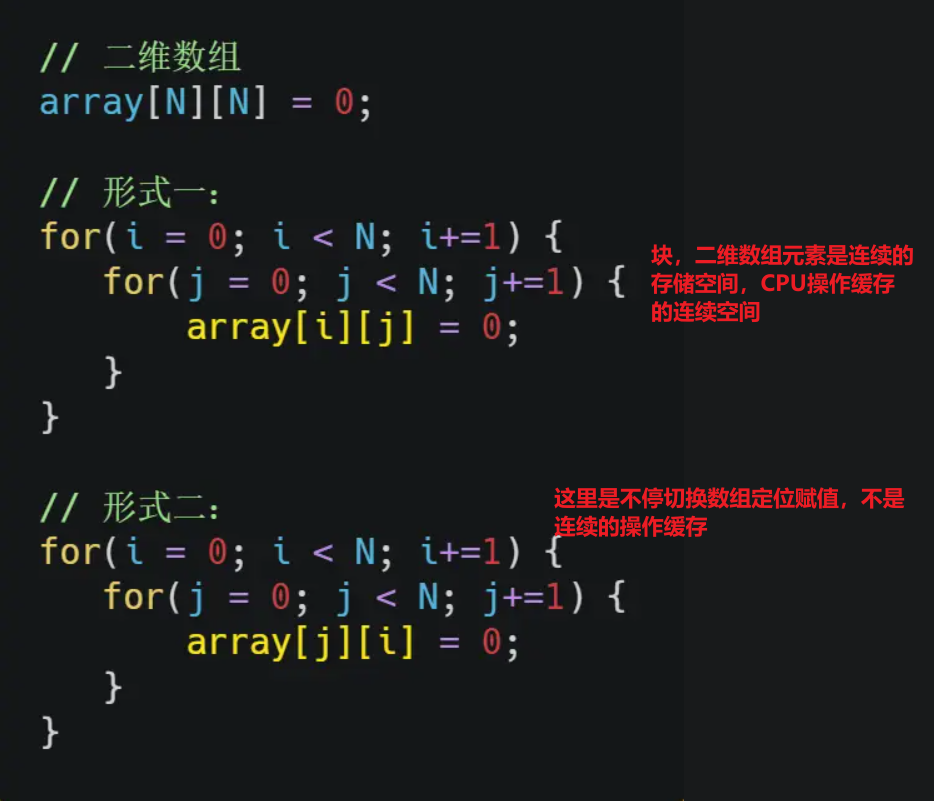 // 二维数组
array[N][N] = 0;
// 形式一:
for(i = 0; i < N; i+=1) {
for(j = 0; j < N; j+=1) {
array[i][j] = 0;
}
}
块，二维数组元素是连续的
存储空间，CPU操作缓存
的连续空间
// 形式二:
for(i = 0; i < N; i+=1) {
for(j = 0; j < N; j+=1) {
array[j][i] = 0;
}
}
这里是不停切换数组定位赋值，不是
连续的操作缓存